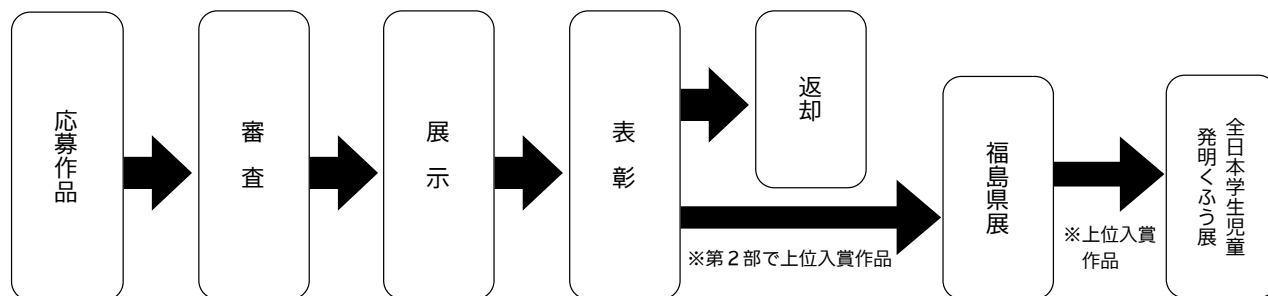 応募作品
審査
展示
表彰
返却
※第２部で上位入賞作品
福島県展
※上位入賞
作品
全日本学生児童
発明くふう展